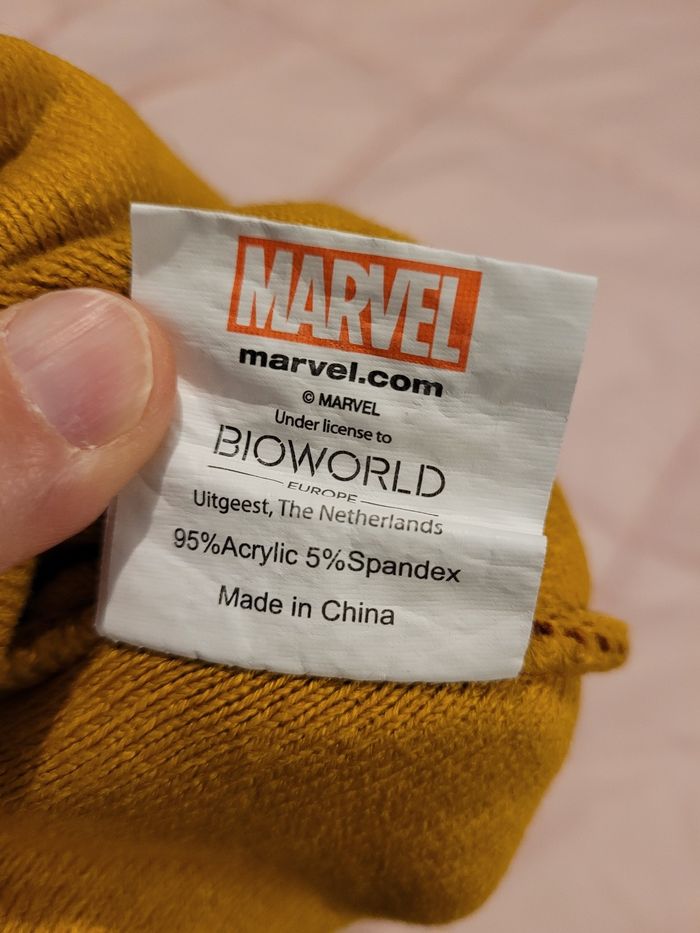 MARVEL
marvel.com
© MARVEL
Under license to
BIOWORLD
EUROPE
Uitgeest, The Netherlands
95%Acrylic 5%Spandex
Made in China